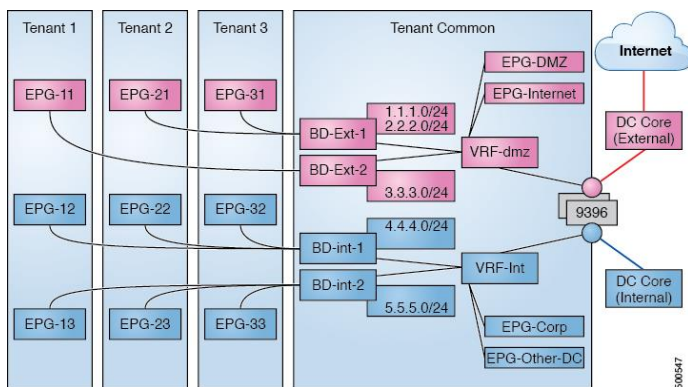 Tenant 1
Tenant 2
Tenant 3
Tenant Common
Internet
EPG-11
EPG-21
EPG-31
EPG-DMZ
EPG-Internet
1.1.1.0/24
2.2.2.0/24
BD-Ext-1
BD-Ext-2
3.3.3.0/24
VRF-dmz
DC Core
(External)
EPG-12
EPG-22
EPG-32
9396
4.4.4.0/24
BD-int-1
BD-int-2
5.5.5.0/24
VRF-Int
DC Core
(Internal)
EPG-13
EPG-23
EPG-33
EPG-Corp
EPG-Other-DC
500547